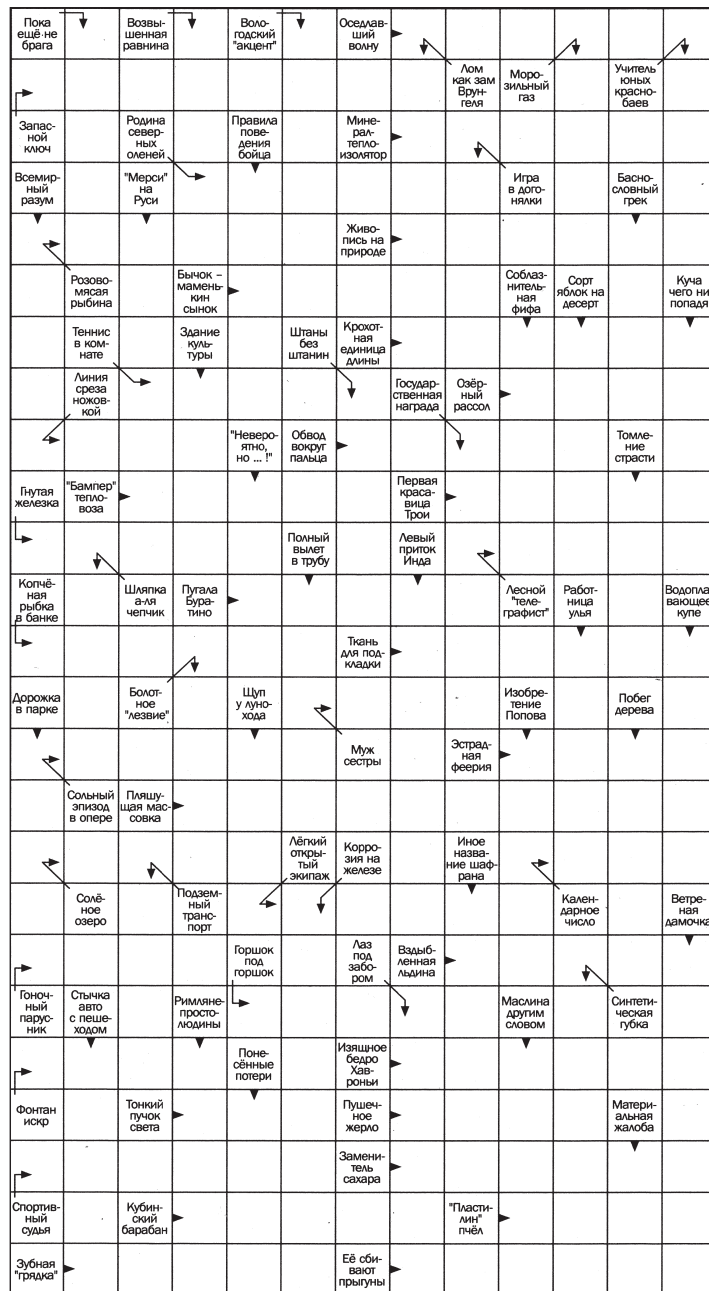 Пока
ещё не
брага
Возвы-
шенная
равнина
Вологод-
ский
"акцент"
Оседлав-
ший
волну
Лом
как зам
Врун-
геля
Моро-
зильный
газ
Учитель
юных
красно-
баев
Запас-
ной
ключ
Родина
север-
ных
оленей
Правила
пове-
дения
бойца
Мине-
рал-
тепло-
изолятор
Всемир-
ный
разум
"Мерси"
на
Руси
Игра
в дого-
нялки
Басно-
словный
грек
Живо-
пись на
природе
Розово-
мясая
рыбина
Бычок –
мамень-
кин
сынок
Соблаз-
нитель-
ная
фифа
Сорт
яблок на
десерт
Куча
чего ни
попадя
Теннис
в ком-
нате
Здание
куль-
туры
Штаны
без
штанин
Крохот-
ная
единица
длины
Линия
среза
ножов-
кой
Государ-
ственная
награда
Озёр-
ный
рассол
"Неверо-
ятно,
но ... !"
Обвод
вокруг
пальца
Томле-
ние
страсти
Гнутая
железка
"Бампер"
тепло-
воза
Первая
краса-
вица
Трои
Полный
вылет
в трубу
Левый
приток
Инда
Копчё-
ная
рыбка
в банке
Шляпка
а-ля
чепчик
Пугала
Бура-
тино
Лесной
"теле-
графист"
Работ-
ница
улья
Водопла-
вающее
купе
Ткань
для под-
кладки
Дорожка
в парке
Болот-
ное
"лезвие"
Щуп
у луно-
хода
Изобре-
тение
Попова
Побег
дерева
Муж
сестры
Эстрад-
ная
феерия
Сольный
эпизод
в опере
Пляшу-
щая мас-
совка
Лёгкий
откры-
тый
экипаж
Корро-
зия на
железе
Иное
назва-
ние шаф-
рана
Солё-
ное
озеро
Подзем-
ный
транс-
порт
Кален-
дарное
число
Ветре-
ная
дамочка
Горшок
под
горшок
Лаз
под
забо-
ром
Вздыб-
ленная
льдина
Гоноч-
ный
парус-
ник
Стычка
авто
с пеше-
ходом
Римляне-
просто-
людины
Маслина
другим
словом
Синтети-
ческая
губка
Поне-
сённые
потери
Изящное
бедро
Хав-
роньи
Фонтан
искр
Тонкий
пучок
света
Пушеч-
ное
жерло
Матери-
альная
жалоба
Замени-
тель
сахара
Спортив-
ный
судья
Кубин-
ский
барабан
"Пласти-
лин"
пчёл
Зубная
"грядка"
Её сби-
вают
прыгуны